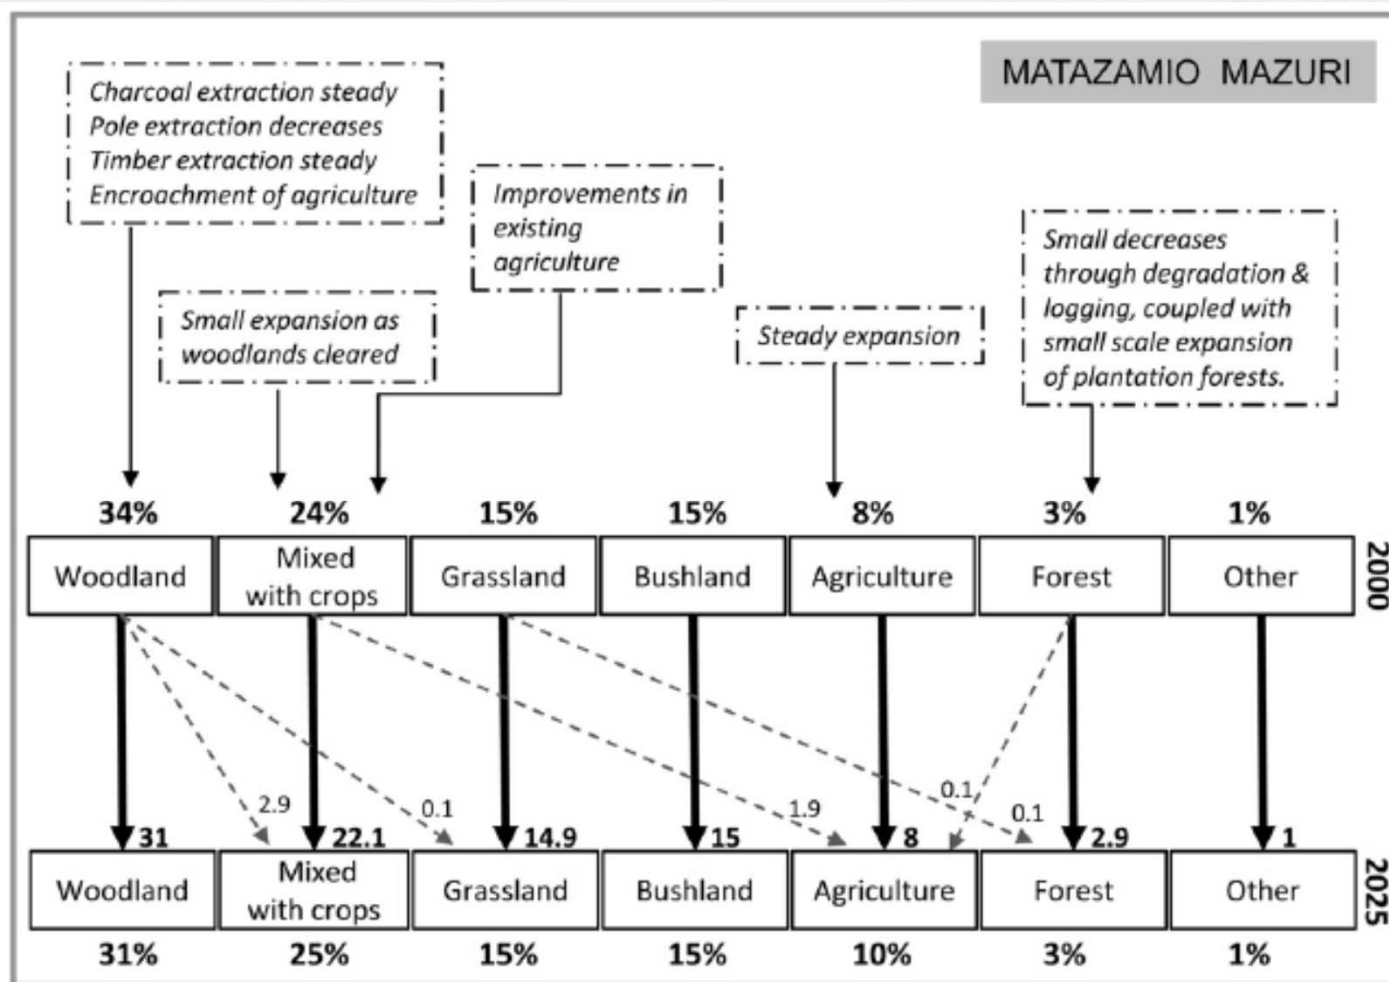 MATAZAMIO MAZURI
Charcoal extraction steady
Pole extraction decreases
Timber extraction steady
Encroachment of agriculture
Improvements in
existing
agriculture
Small decreases
through degradation &
logging, coupled with
small scale expansion
of plantation forests.
Small expansion as
woodlands cleared
Steady expansion
34% 24% 15% 15% 8% 3% 1%
Woodland
Mixed
with crops
Grassland
Bushland
Agriculture
Forest
Other
2000
2.9 0.1 1.9 0.1 0.1
31 22.1 14.9 15 8 2.9 1
Woodland
Mixed
with crops
Grassland
Bushland
Agriculture
Forest
Other
2025
31% 25% 15% 15% 10% 3% 1%